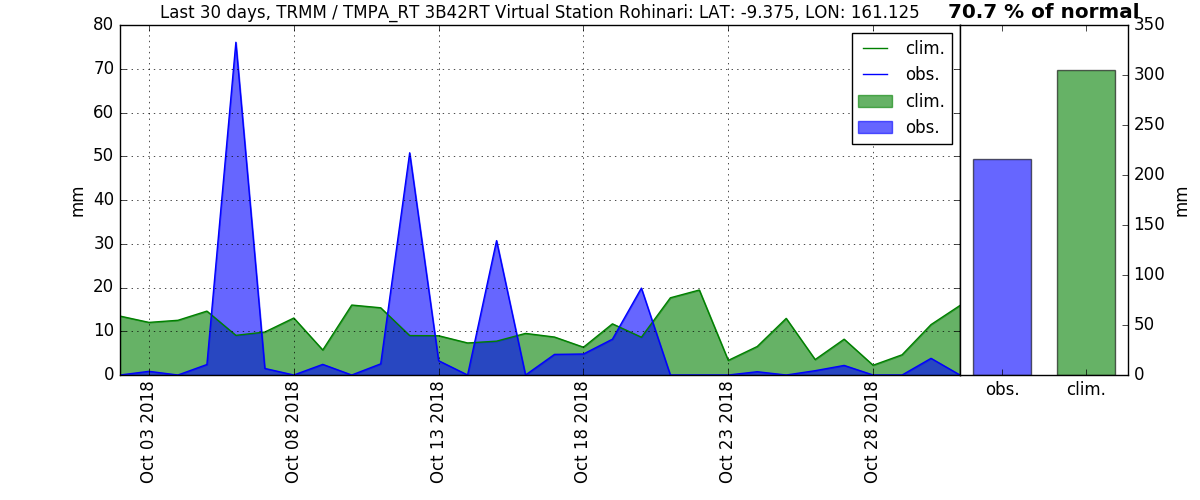 Last 30 days, TRMM / TMPA_RT 3B42RT Virtual Station Rohinari: LAT: -9.375, LON: 161.125
70.7 % of normal
80
70
60
50
40
30
20
10
0
mm
clim.
obs.
clim.
obs.
Oct 03 2018
Oct 08 2018
Oct 13 2018
Oct 18 2018
Oct 23 2018
Oct 28 2018
obs.
clim.
350
300
250
200
150
100
50
0
mm